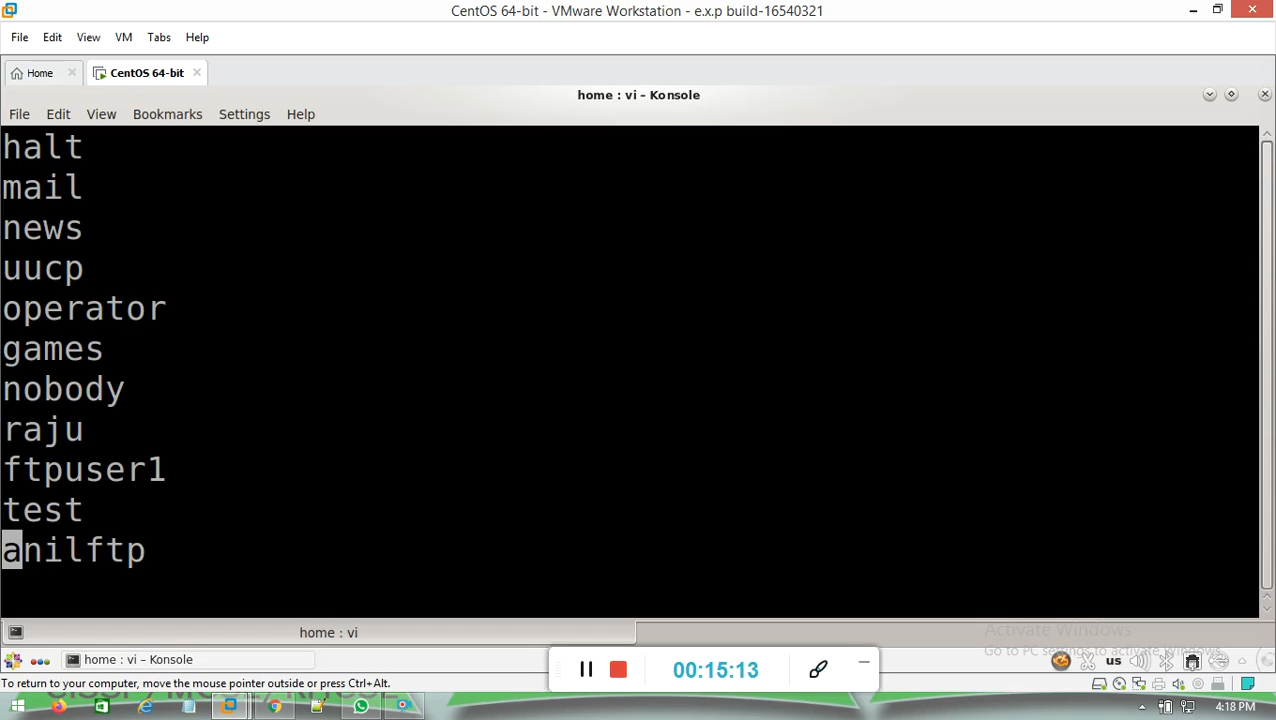 CentOS 64-bit - VMware Workstation - e.x.p build-16540321
File Edit View VM Tabs Help
Home CentOS 64-bit
home : vi – Konsole
File Edit View Bookmarks Settings Help
halt
mail
news
uucp
operator
games
nobody
raju
ftpuser1
test
anilftp
home : vi
Activate Windows
Go to PC settings to activate Windows.
home : vi – Konsole
00:15:13
us
To return to your computer, move the mouse pointer outside or press Ctrl+Alt.
4:18 PM